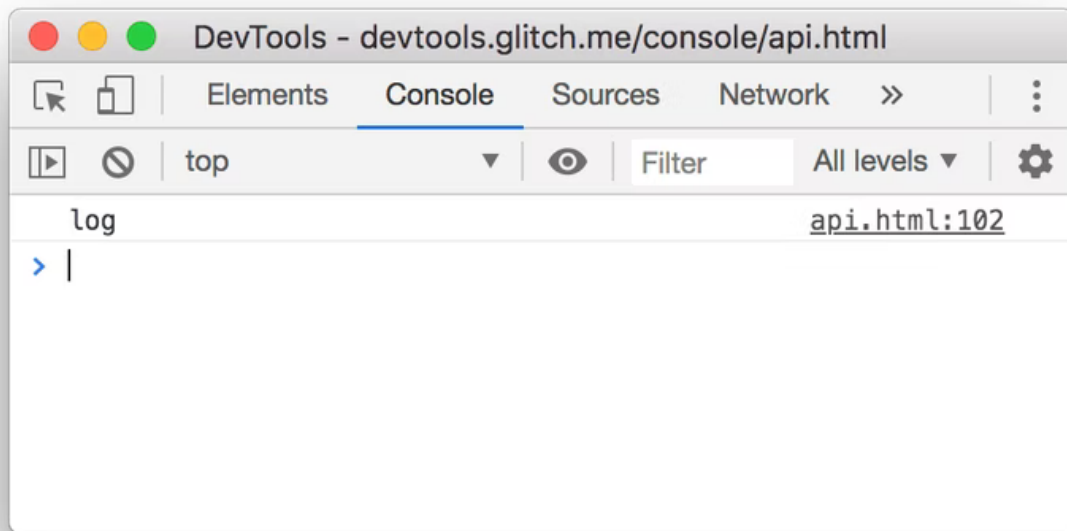 DevTools - devtools.glitch.me/console/api.html
Elements Console Sources Network »
top ▼ Filter All levels ▼
log api.html:102
>